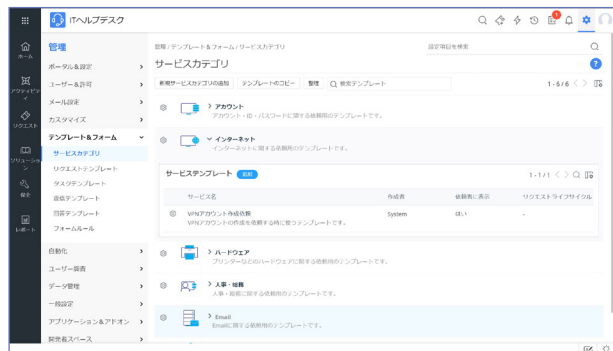 ITヘルプデスク
管理
管理 / テンプレート＆フォーム / サービスカテゴリ
設定項目を検索
ホーム
サービスカテゴリ
ポータル＆設定
新規サービスカテゴリの追加 テンプレートのコピー 整理 検索テンプレート 1 - 6 / 6
ユーザー＆許可
アクティビティ
メール設定
アカウント
アカウント・ID・パスワードに関する依頼用のテンプレートです。
カスタマイズ
リクエスト
テンプレート＆フォーム
インターネット
インターネットに関する依頼用のテンプレートです。
サービスカテゴリ
ソリューション
リクエストテンプレート
サービステンプレート 追加 1 - 1 / 1
タスクテンプレート
保全
返信テンプレート
サービス名 作成者 依頼者に表示 リクエストライフサイクル
回答テンプレート
VPNアカウント作成依頼 System はい -
VPNアカウントの作成を依頼する時に使うテンプレートです。
レポート
フォームルール
自動化
ハードウェア
プリンターなどのハードウェアに関する依頼用のテンプレートです。
ユーザー調査
データ管理
人事・総務
人事・総務に関する依頼用のテンプレートです。
一般設定
アプリケーション＆アドオン
Email
Emailに関する依頼用のテンプレートです。
開発者スペース